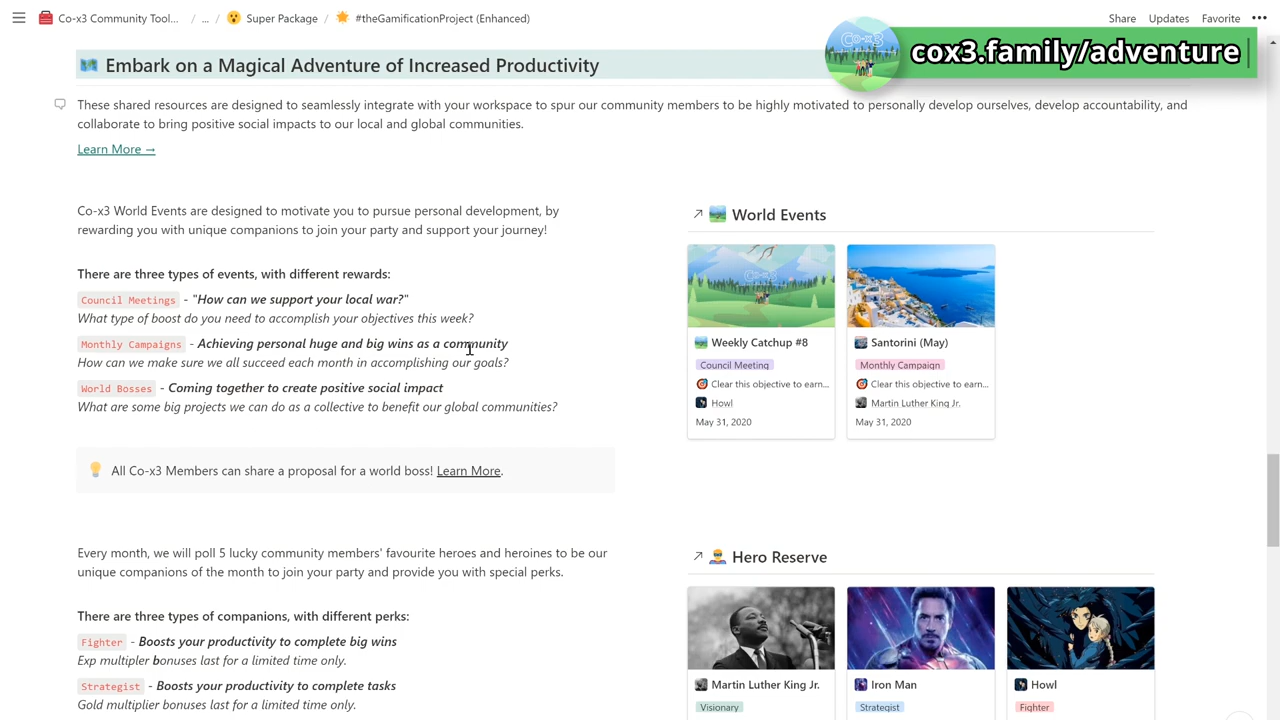 Co-x3 Community Tool... / ... / Super Package / #theGamificationProject (Enhanced)
Share Updates Favorite •••
Co-x3
cox3.family/adventure
Embark on a Magical Adventure of Increased Productivity
These shared resources are designed to seamlessly integrate with your workspace to spur our community members to be highly motivated to personally develop ourselves, develop accountability, and
collaborate to bring positive social impacts to our local and global communities.
Learn More →
Co-x3 World Events are designed to motivate you to pursue personal development, by
rewarding you with unique companions to join your party and support your journey!
There are three types of events, with different rewards:
Council Meetings - "How can we support your local war?"
What type of boost do you need to accomplish your objectives this week?
Monthly Campaigns - Achieving personal huge and big wins as a community
How can we make sure we all succeed each month in accomplishing our goals?
World Bosses - Coming together to create positive social impact
What are some big projects we can do as a collective to benefit our global communities?
All Co-x3 Members can share a proposal for a world boss! Learn More.
↗ World Events
Co-x3
Weekly Catchup #8
Council Meeting
Clear this objective to earn...
Howl
May 31, 2020
Santorini (May)
Monthly Campaign
Clear this objective to earn...
Martin Luther King Jr.
May 31, 2020
Every month, we will poll 5 lucky community members' favourite heroes and heroines to be our
unique companions of the month to join your party and provide you with special perks.
There are three types of companions, with different perks:
Fighter - Boosts your productivity to complete big wins
Exp multiplier bonuses last for a limited time only.
Strategist - Boosts your productivity to complete tasks
Gold multiplier bonuses last for a limited time only.
↗ Hero Reserve
Martin Luther King Jr.
Visionary
Iron Man
Strategist
Howl
Fighter